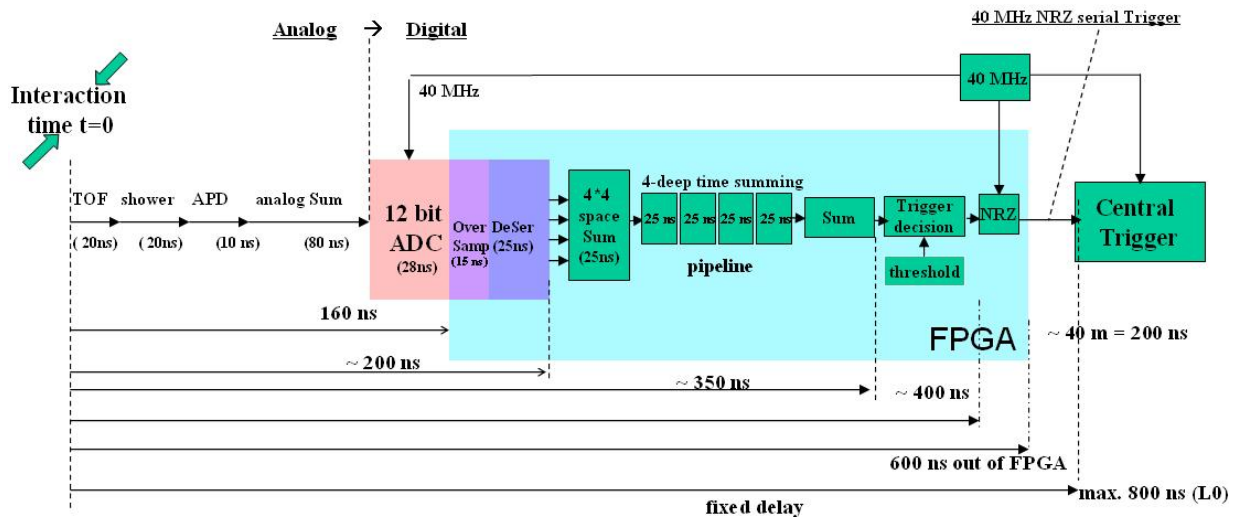 40 MHz NRZ serial Trigger
Analog → Digital
40 MHz
40 MHz
Interaction
time t=0
TOF shower APD analog Sum
(20ns) (20ns) (10 ns) (80 ns)
12 bit
ADC
(28ns)
Over
Samp
(15 ns)
DeSer
(25ns)
4*4
space
Sum
(25ns)
4-deep time summing
25 ns 25 ns 25 ns 25 ns
pipeline
Sum
Trigger
decision
threshold
NRZ
Central
Trigger
FPGA
160 ns
~ 40 m = 200 ns
~ 200 ns
~ 350 ns
~ 400 ns
600 ns out of FPGA
max. 800 ns (L0)
fixed delay